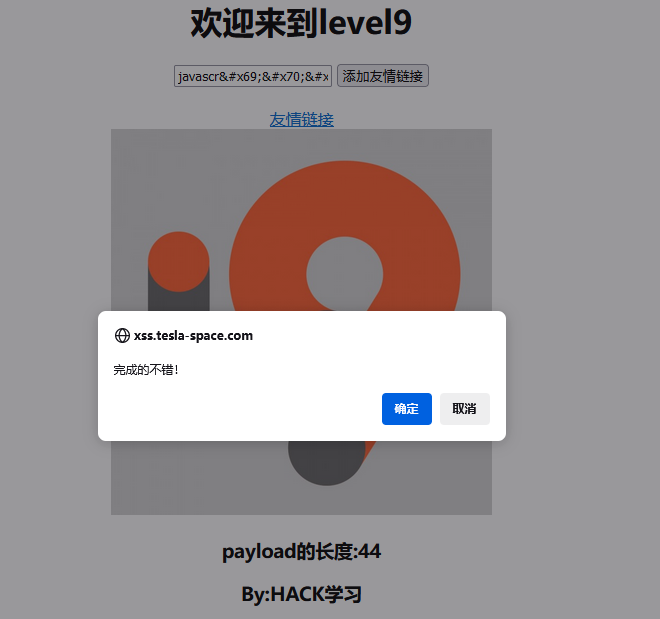 欢迎来到level9
javascr&#x69;&#x70;&#x
添加友情链接
友情链接
xss.tesla-space.com
完成的不错!
确定 取消
payload的长度:44
By:HACK学习